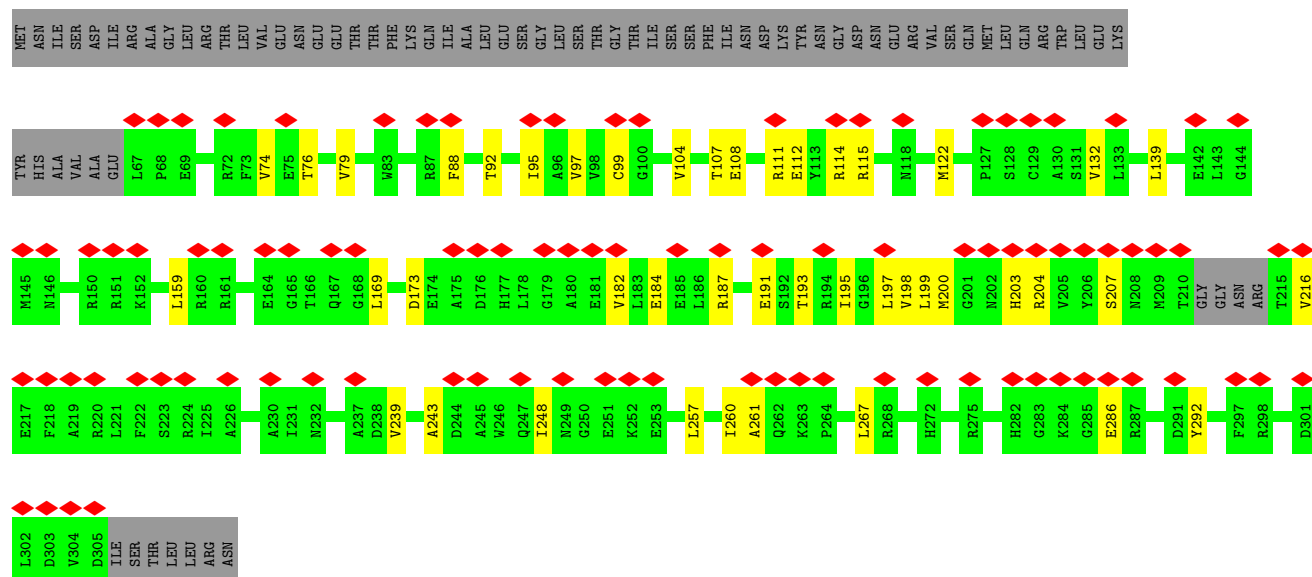 MET ASN ILE SER ASP ILE ARG ALA GLY LEU ARG THR LEU VAL GLU ASN GLU GLU THR THR PHE LYS GLN ILE ALA LEU GLU SER GLY LEU SER THR GLY THR ILE SER SER PHE ILE ASN ASP LYS TYR ASN GLY ASP ASN GLU ARG VAL SER GLN MET LEU GLN ARG TRP LEU GLU LYS
TYR HIS ALA VAL ALA GLU L67 P68 E69 R72 F73 V74 E75 T76 V79 W83 R87 F88 T92 I95 A96 V97 V98 C99 G100 V104 T107 E108 R111 E112 Y113 R114 R115 N118 M122 P127 S128 C129 A130 S131 V132 L133 L139 E142 L143 G144
M145 N146 R150 R151 K152 L159 R160 R161 E164 G165 T166 Q167 G168 L169 D173 E174 A175 D176 H177 L178 G179 A180 E181 V182 L183 E184 E185 L186 R187 E191 S192 T193 R194 I195 G196 L197 V198 L199 M200 G201 N202 H203 R204 V205 Y206 S207 N208 M209 T210 GLY GLY ASN ARG T215 V216
E217 F218 A219 R220 L221 F222 S223 R224 I225 A226 A230 I231 N232 A237 D238 V239 A243 D244 A245 W246 Q247 I248 N249 G250 E251 K252 E253 L257 I260 A261 Q262 K263 P264 L267 R268 H272 R275 H282 G283 K284 G285 E286 R287 D291 Y292 F297 R298 D301
L302 D303 V304 D305 ILE SER THR LEU LEU ARG ASN